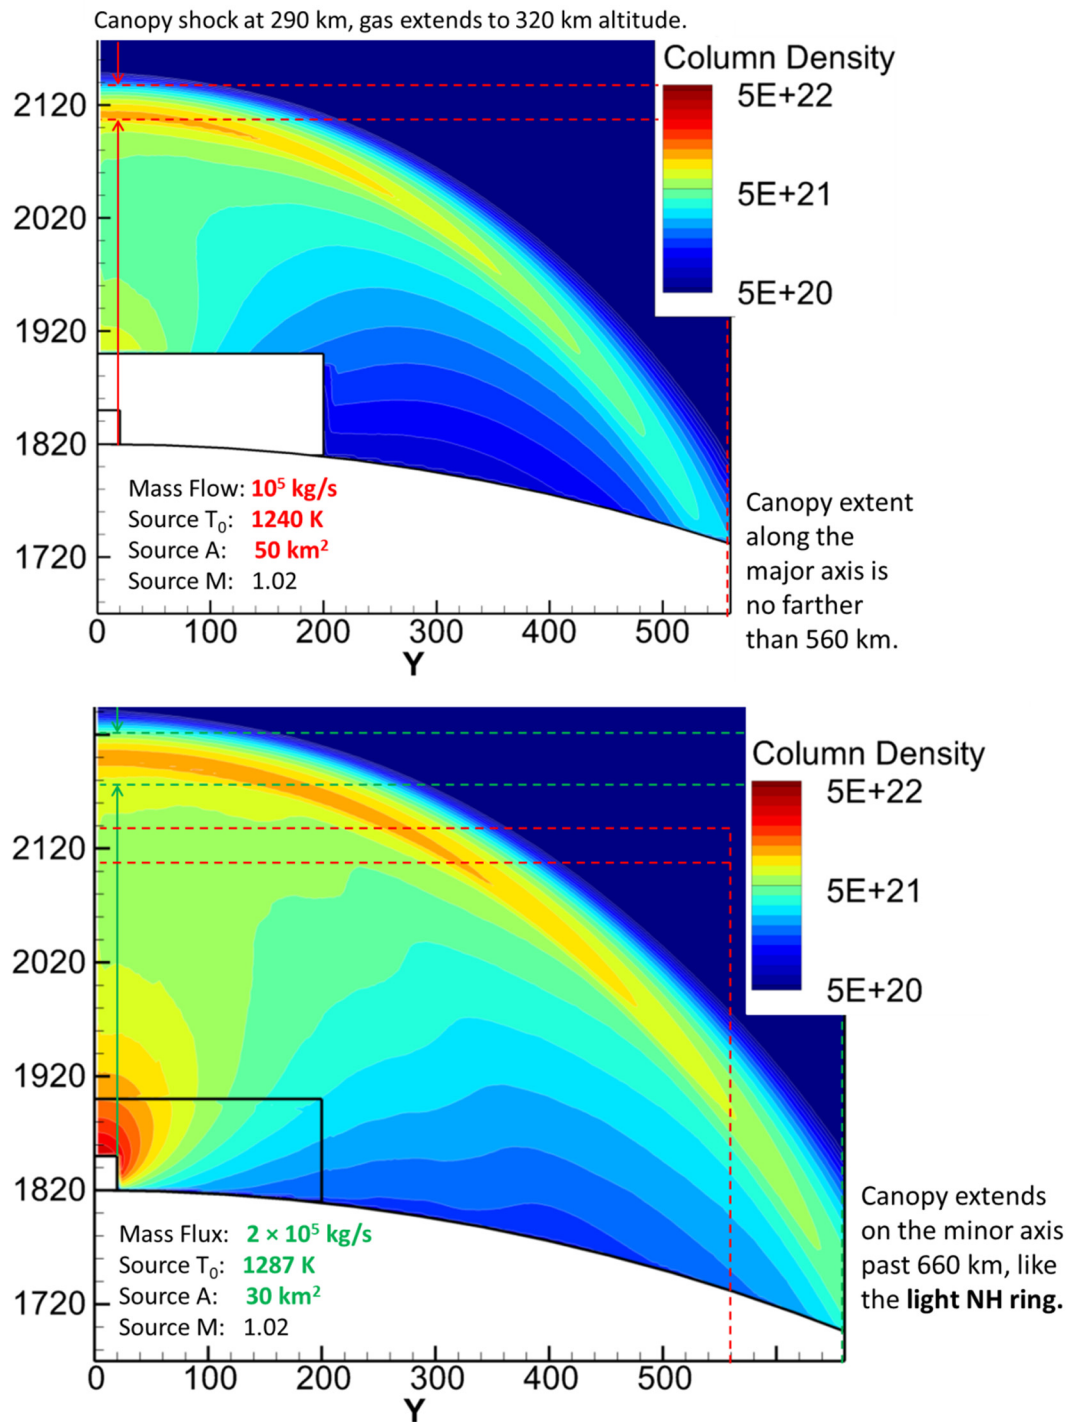 Canopy shock at 290 km, gas extends to 320 km altitude.
Column Density
5E+22
5E+21
5E+20
2120
2020
1920
1820
1720
Mass Flow: 10⁵ kg/s
Source T₀: 1240 K
Source A: 50 km²
Source M: 1.02
Canopy extent
along the
major axis is
no farther
than 560 km.
0 100 200 300 400 500
Y
Column Density
5E+22
5E+21
5E+20
2120
2020
1920
1820
1720
Mass Flux: 2 × 10⁵ kg/s
Source T₀: 1287 K
Source A: 30 km²
Source M: 1.02
Canopy extends
on the minor axis
past 660 km, like
the light NH ring.
0 100 200 300 400 500
Y